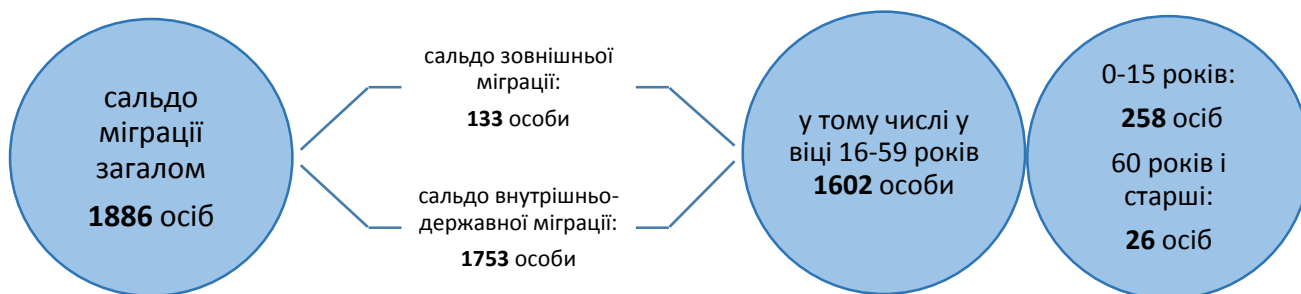 сальдо
міграції
загалом
1886 осіб
сальдо зовнішньої
міграції:
133 особи
сальдо внутрішньо-
державної міграції:
1753 особи
у тому числі у
віці 16-59 років
1602 особи
0-15 років:
258 осіб
60 років і
старші:
26 осіб